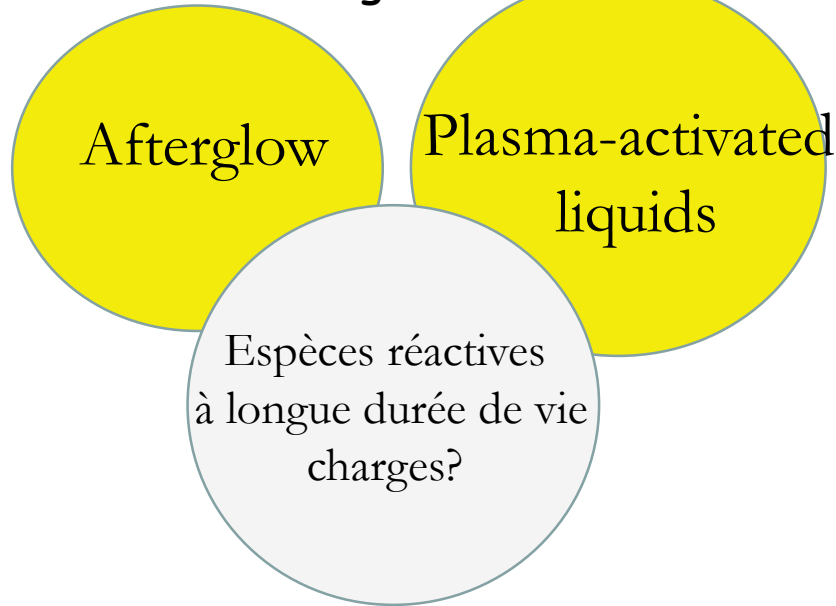 Afterglow
Plasma-activated
liquids
Espèces réactives
à longue durée de vie
charges?